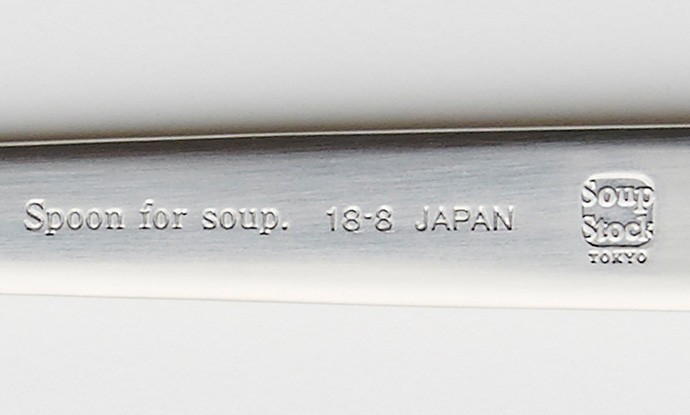 Spoon for soup. 18-8 JAPAN
Soup
Stock
TOKYO